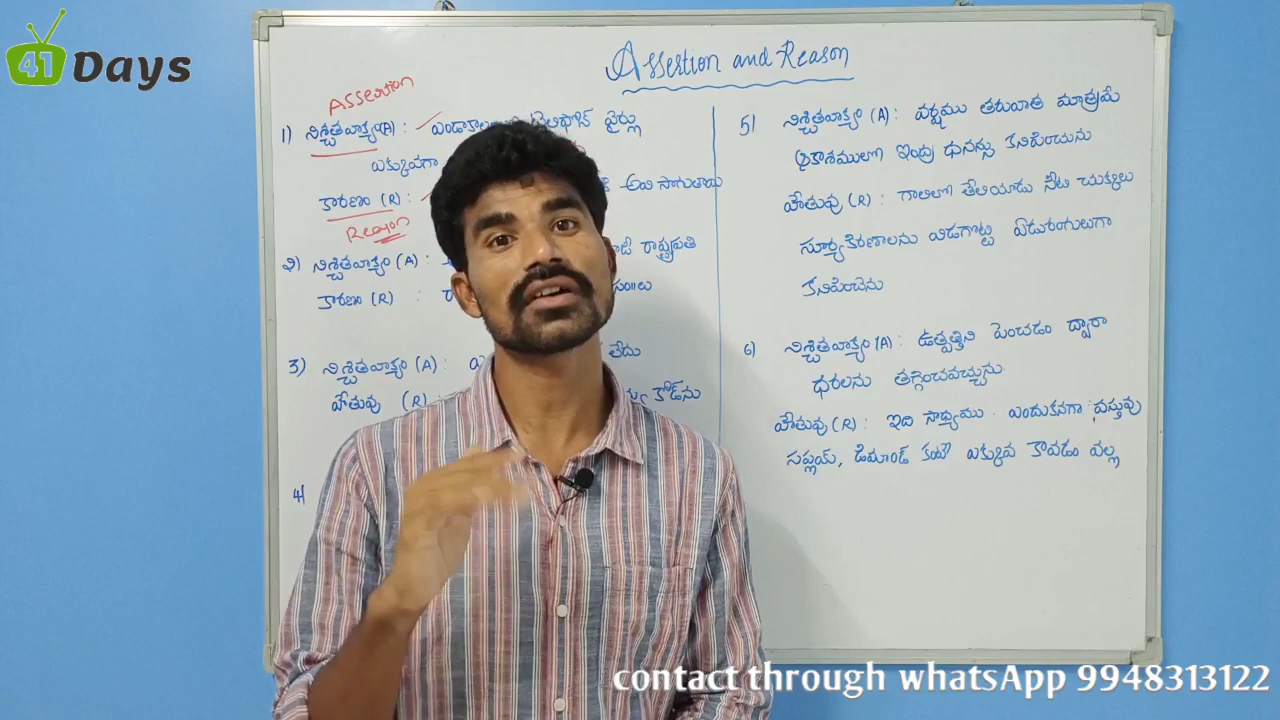 41 Days
Assertion and Reason
Assertion
1) నిశ్చితవాక్యం(A) : ఎండాకాలంలో టెలిఫోన్ వైర్లు
ఎక్కువగా
కారణం (R) : అయి సాగుతాయి
Reason
2) నిశ్చితవాక్యం (A) : రాష్ట్రపతి
కారణం (R) :
3) నిశ్చితవాక్యం (A) : లేదు
హేతువు (R) : కోడ్‌ను
4)
5) నిశ్చితవాక్యం (A) : వర్షము తరువాత మాత్రమే
ఆకాశములో ఇంద్ర ధనస్సు కనిపించును
హేతువు (R) : గాలిలో తేలియాడు నీటి చుక్కలు
సూర్యకిరణాలను విడగొట్టి ఏడురంగులుగా
కనిపించెను
6) నిశ్చితవాక్యం (A) : ఉత్పత్తిని పెంచడం ద్వారా
ధరలను తగ్గించవచ్చును
హేతువు (R) : ఇది సాధ్యము ఎందుకనగా వస్తువు
సప్లయ్, డిమాండ్ కంటే ఎక్కువ కావడం వల్ల
contact through whatsApp 9948313122